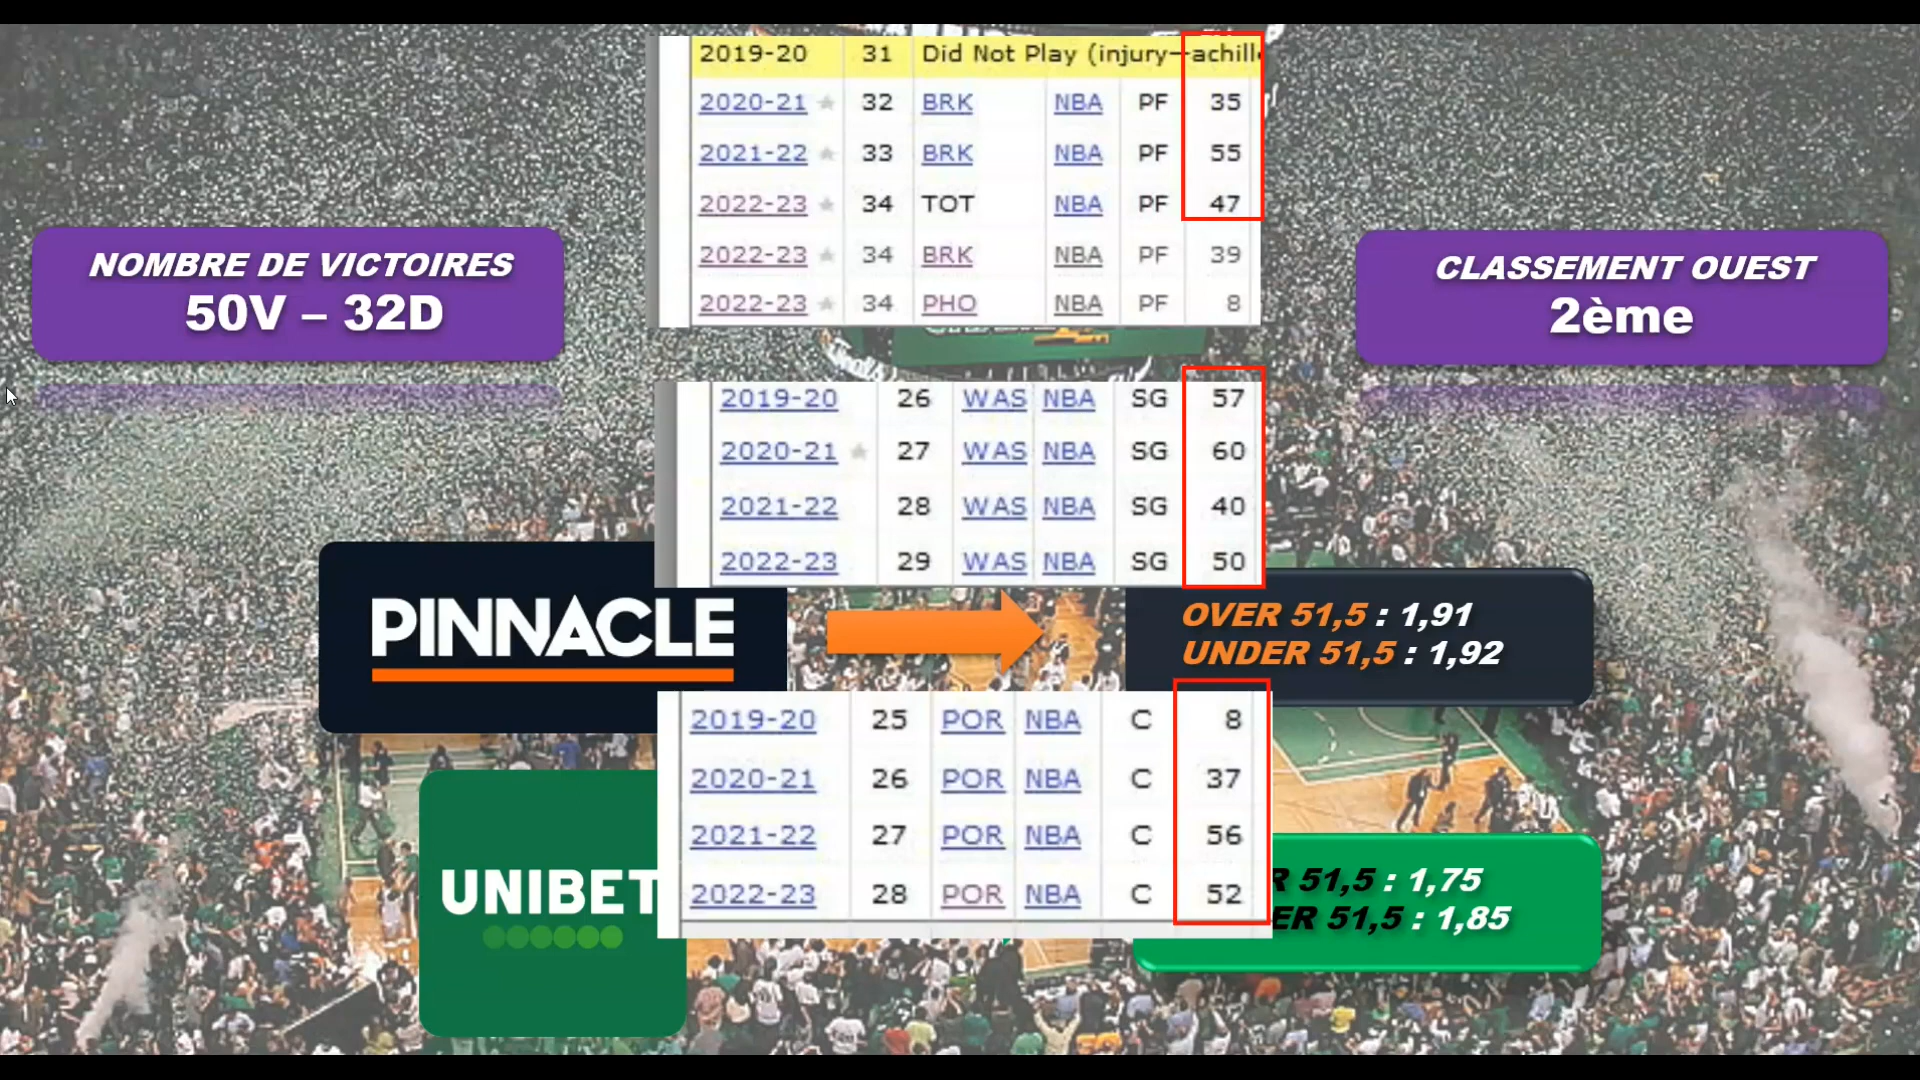 2019-20 31 Did Not Play (injury—achill
2020-21 ★ 32 BRK NBA PF 35
2021-22 ★ 33 BRK NBA PF 55
2022-23 ★ 34 TOT NBA PF 47
2022-23 ★ 34 BRK NBA PF 39
2022-23 ★ 34 PHO NBA PF 8
NOMBRE DE VICTOIRES
50V – 32D
CLASSEMENT OUEST
2ème
2019-20 26 WAS NBA SG 57
2020-21 ★ 27 WAS NBA SG 60
2021-22 28 WAS NBA SG 40
2022-23 29 WAS NBA SG 50
PINNACLE
OVER 51,5 : 1,91
UNDER 51,5 : 1,92
2019-20 25 POR NBA C 8
2020-21 26 POR NBA C 37
2021-22 27 POR NBA C 56
2022-23 28 POR NBA C 52
UNIBET
R 51,5 : 1,75
ER 51,5 : 1,85